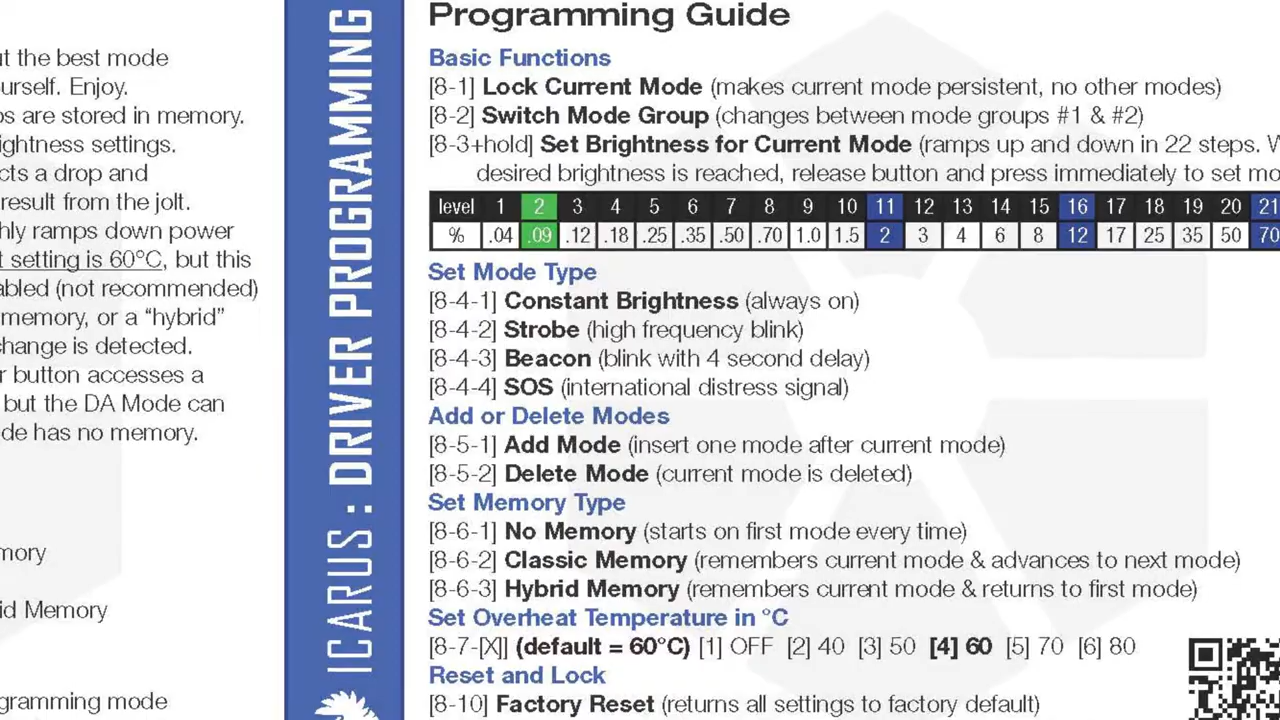 Programming Guide
Basic Functions
[8-1] Lock Current Mode (makes current mode persistent, no other modes)
[8-2] Switch Mode Group (changes between mode groups #1 & #2)
[8-3+hold] Set Brightness for Current Mode (ramps up and down in 22 steps.
desired brightness is reached, release button and press immediately to set
level 1 2 3 4 5 6 7 8 9 10 11 12 13 14 15 16 17 18 19 20 21
% .04 .09 .12 .18 .25 .35 .50 .70 1.0 1.5 2 3 4 6 8 12 17 25 35 50 70
Set Mode Type
[8-4-1] Constant Brightness (always on)
[8-4-2] Strobe (high frequency blink)
[8-4-3] Beacon (blink with 4 second delay)
[8-4-4] SOS (international distress signal)
Add or Delete Modes
[8-5-1] Add Mode (insert one mode after current mode)
[8-5-2] Delete Mode (current mode is deleted)
Set Memory Type
[8-6-1] No Memory (starts on first mode every time)
[8-6-2] Classic Memory (remembers current mode & advances to next mode)
[8-6-3] Hybrid Memory (remembers current mode & returns to first mode)
Set Overheat Temperature in °C
[8-7-[X]] (default = 60°C) [1] OFF [2] 40 [3] 50 [4] 60 [5] 70 [6] 80
Reset and Lock
[8-10] Factory Reset (returns all settings to factory default)
ICARUS : DRIVER PROGRAMMING
the best mode
urself. Enjoy.
are stored in memory.
ightness settings.
cts a drop and
result from the jolt.
hly ramps down power
setting is 60°C, but this
abled (not recommended)
memory, or a "hybrid"
change is detected.
r button accesses a
but the DA Mode can
de has no memory.
mory
id Memory
gramming mode